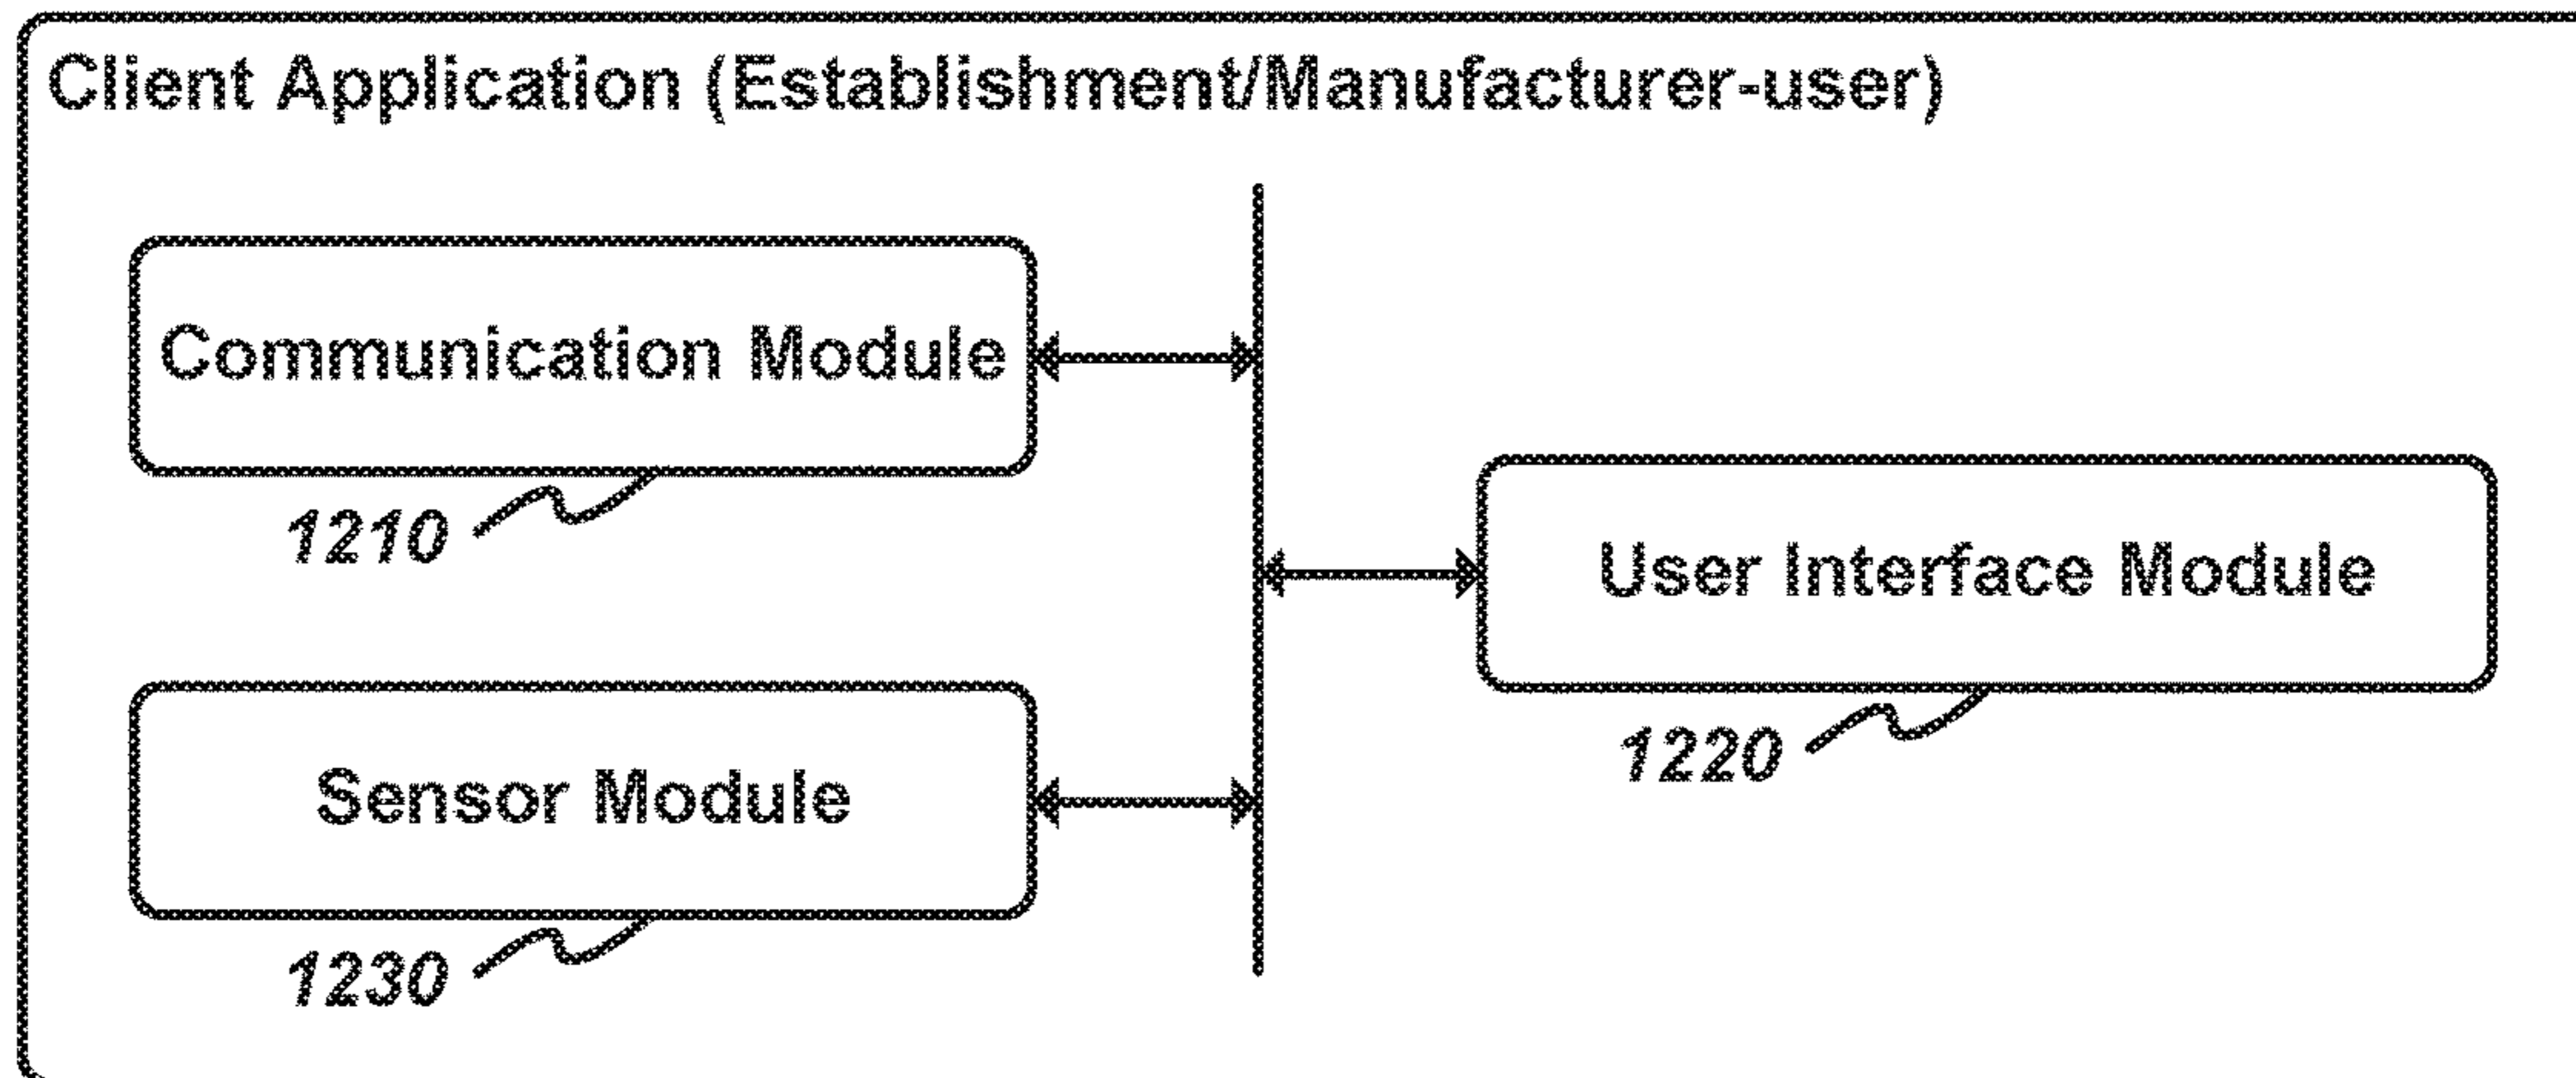 Client Application (Establishment/Manufacturer-user)
Communication Module
1210
User Interface Module
1220
Sensor Module
1230